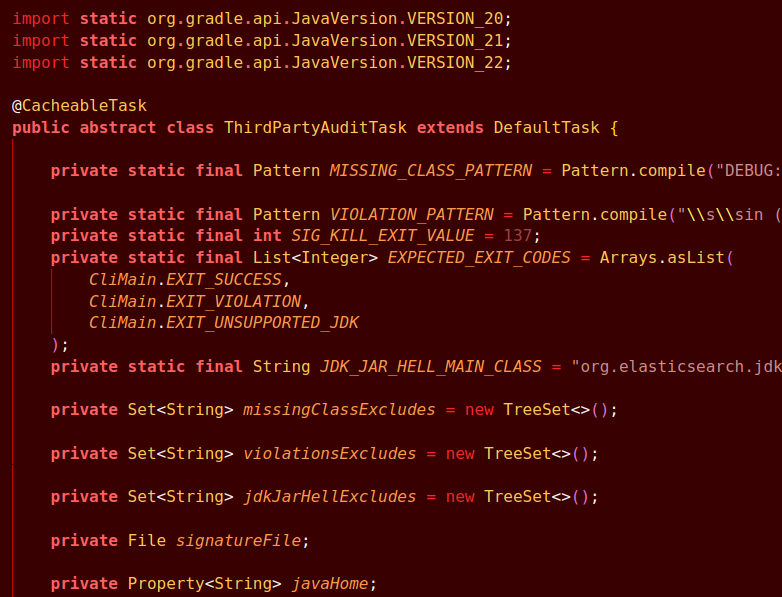 import static org.gradle.api.JavaVersion.VERSION_20;
import static org.gradle.api.JavaVersion.VERSION_21;
import static org.gradle.api.JavaVersion.VERSION_22;
@CacheableTask
public abstract class ThirdPartyAuditTask extends DefaultTask {
private static final Pattern MISSING_CLASS_PATTERN = Pattern.compile("DEBUG:
private static final Pattern VIOLATION_PATTERN = Pattern.compile("\\s\\sin (
private static final int SIG_KILL_EXIT_VALUE = 137;
private static final List<Integer> EXPECTED_EXIT_CODES = Arrays.asList(
CliMain.EXIT_SUCCESS,
CliMain.EXIT_VIOLATION,
CliMain.EXIT_UNSUPPORTED_JDK
);
private static final String JDK_JAR_HELL_MAIN_CLASS = "org.elasticsearch.jdk
private Set<String> missingClassExcludes = new TreeSet<>();
private Set<String> violationsExcludes = new TreeSet<>();
private Set<String> jdkJarHellExcludes = new TreeSet<>();
private File signatureFile;
private Property<String> javaHome;